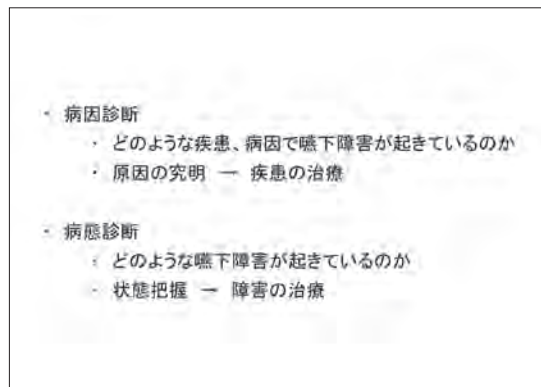 ・ 病因診断
・ どのような疾患、病因で嚥下障害が起きているのか
・ 原因の究明 → 疾患の治療
・ 病態診断
・ どのような嚥下障害が起きているのか
・ 状態把握 → 障害の治療